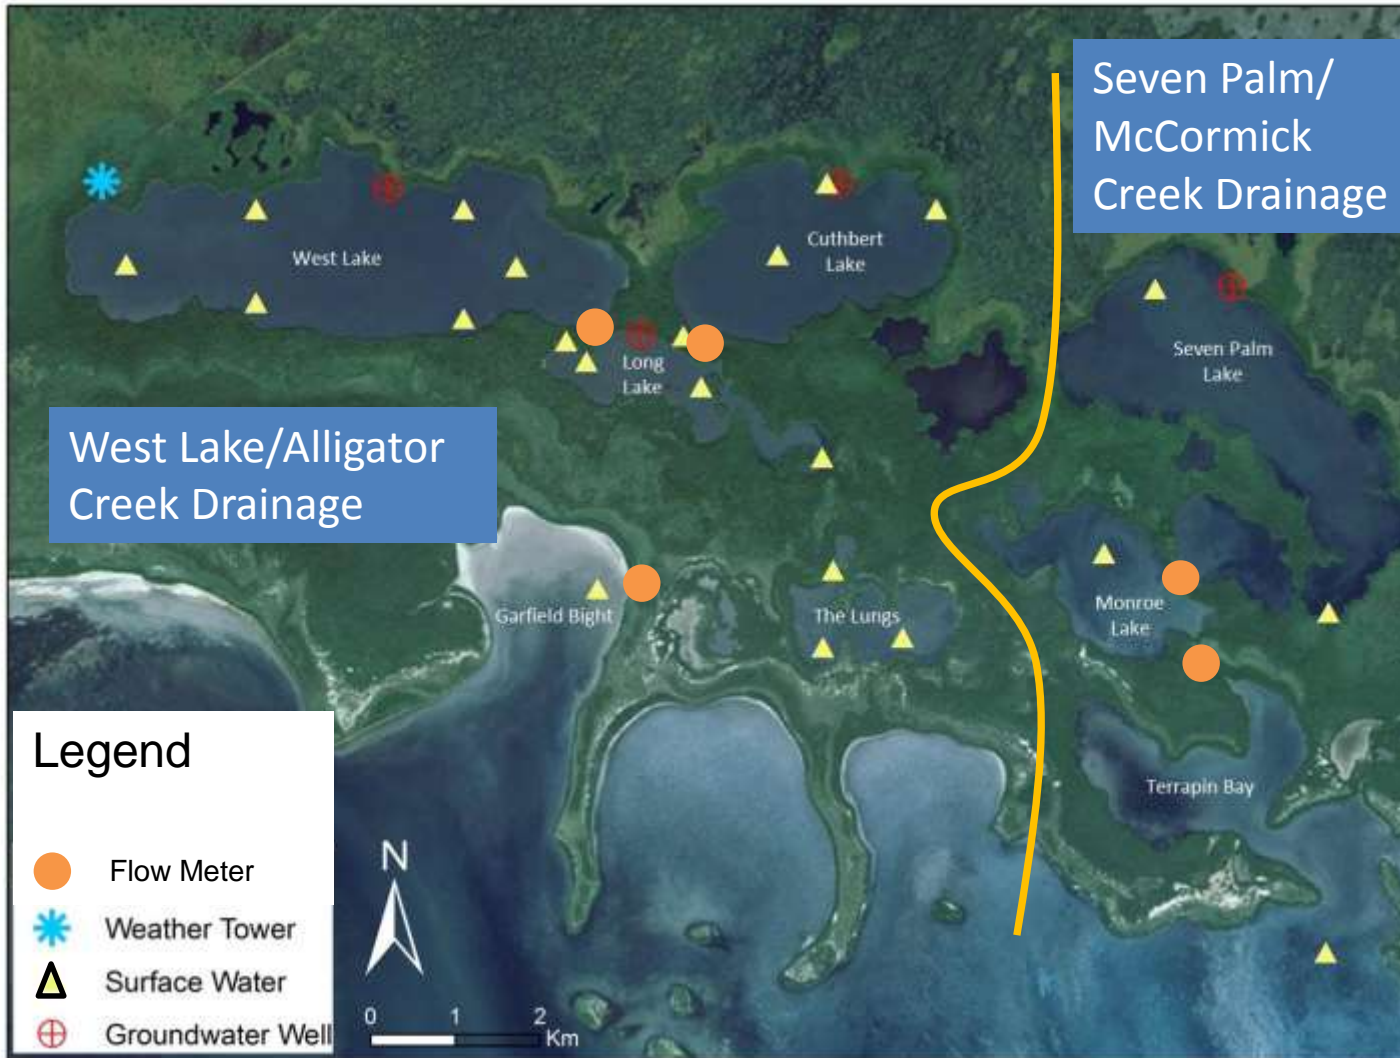 Seven Palm/
McCormick
Creek Drainage
West Lake
Cuthbert
Lake
Seven Palm
Lake
Long
Lake
West Lake/Alligator
Creek Drainage
Garfield Bight
The Lungs
Monroe
Lake
Terrapin Bay
Legend
Flow Meter
Weather Tower
Surface Water
Groundwater Well
N
0 1 2
Km